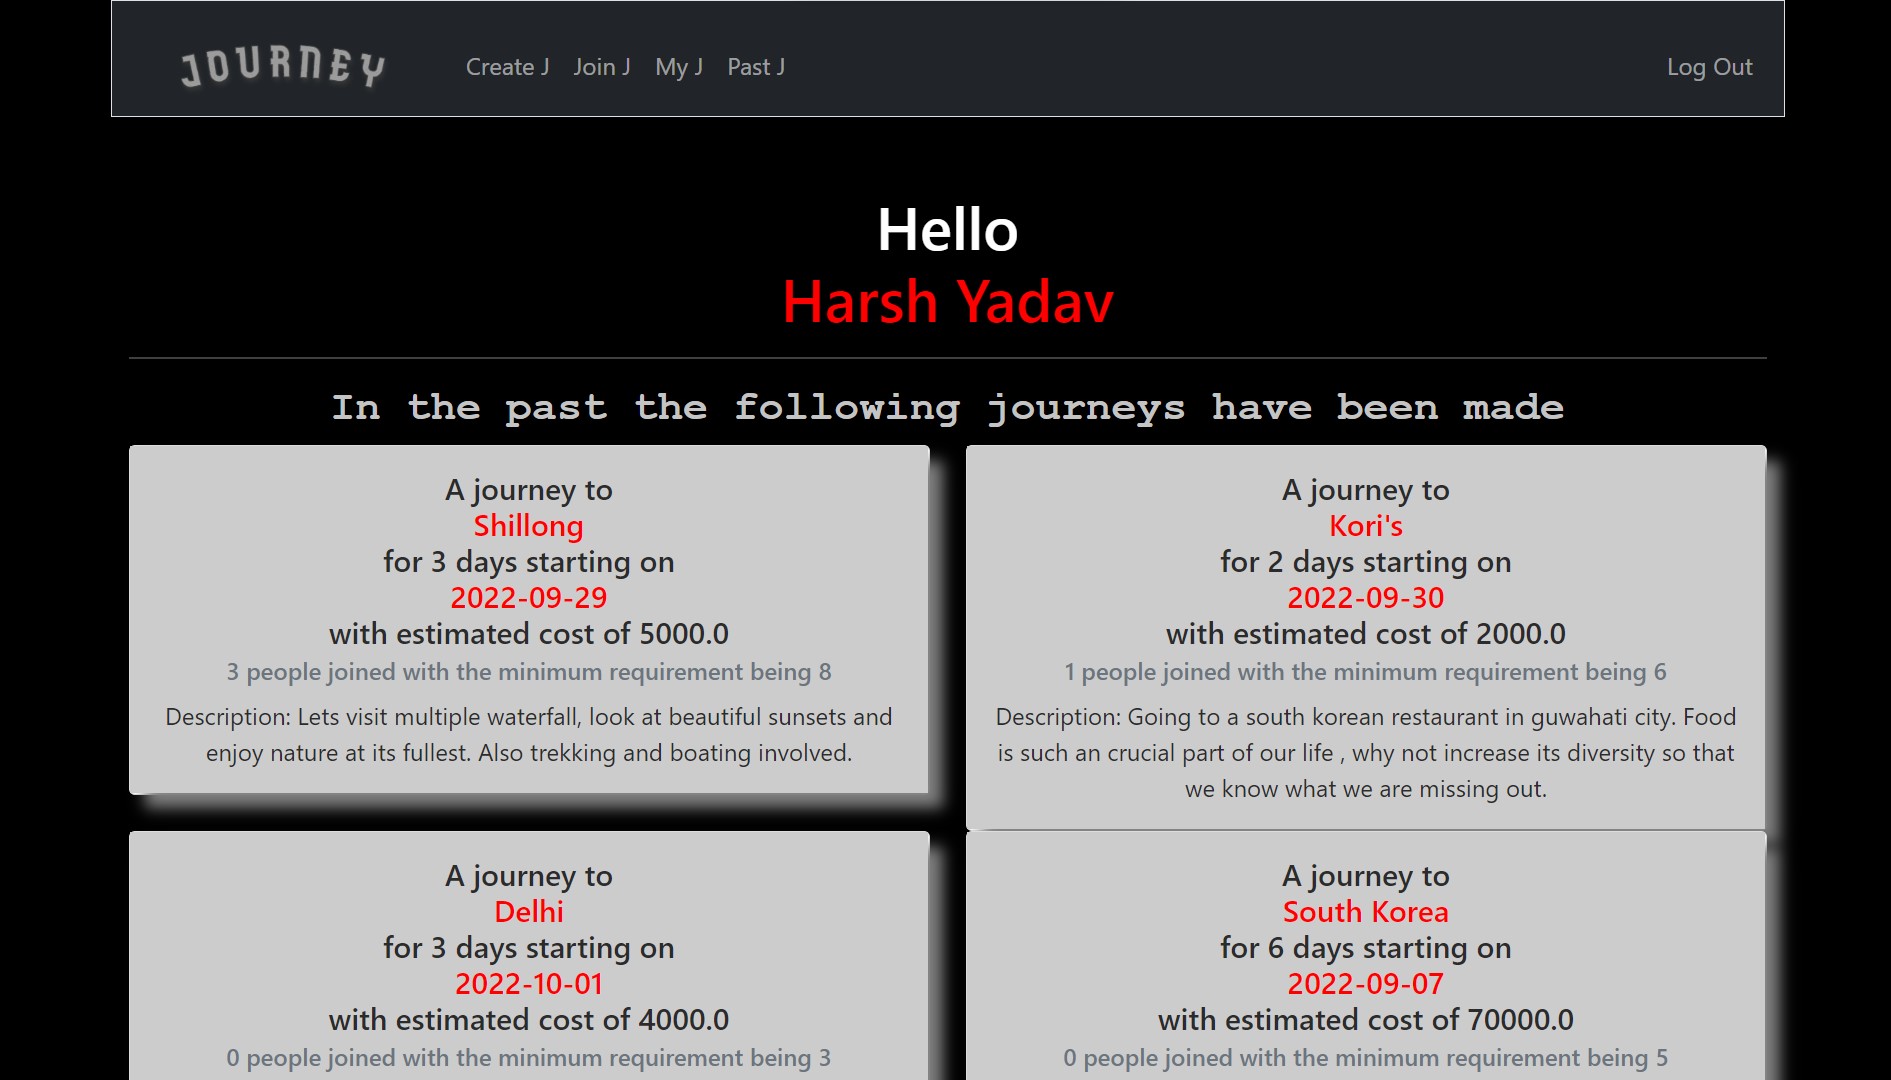 JOURNEY
Create J Join J My J Past J
Log Out
Hello
Harsh Yadav
In the past the following journeys have been made
A journey to
Shillong
for 3 days starting on
2022-09-29
with estimated cost of 5000.0
3 people joined with the minimum requirement being 8
Description: Lets visit multiple waterfall, look at beautiful sunsets and
enjoy nature at its fullest. Also trekking and boating involved.
A journey to
Kori's
for 2 days starting on
2022-09-30
with estimated cost of 2000.0
1 people joined with the minimum requirement being 6
Description: Going to a south korean restaurant in guwahati city. Food
is such an crucial part of our life , why not increase its diversity so that
we know what we are missing out.
A journey to
Delhi
for 3 days starting on
2022-10-01
with estimated cost of 4000.0
0 people joined with the minimum requirement being 3
A journey to
South Korea
for 6 days starting on
2022-09-07
with estimated cost of 70000.0
0 people joined with the minimum requirement being 5